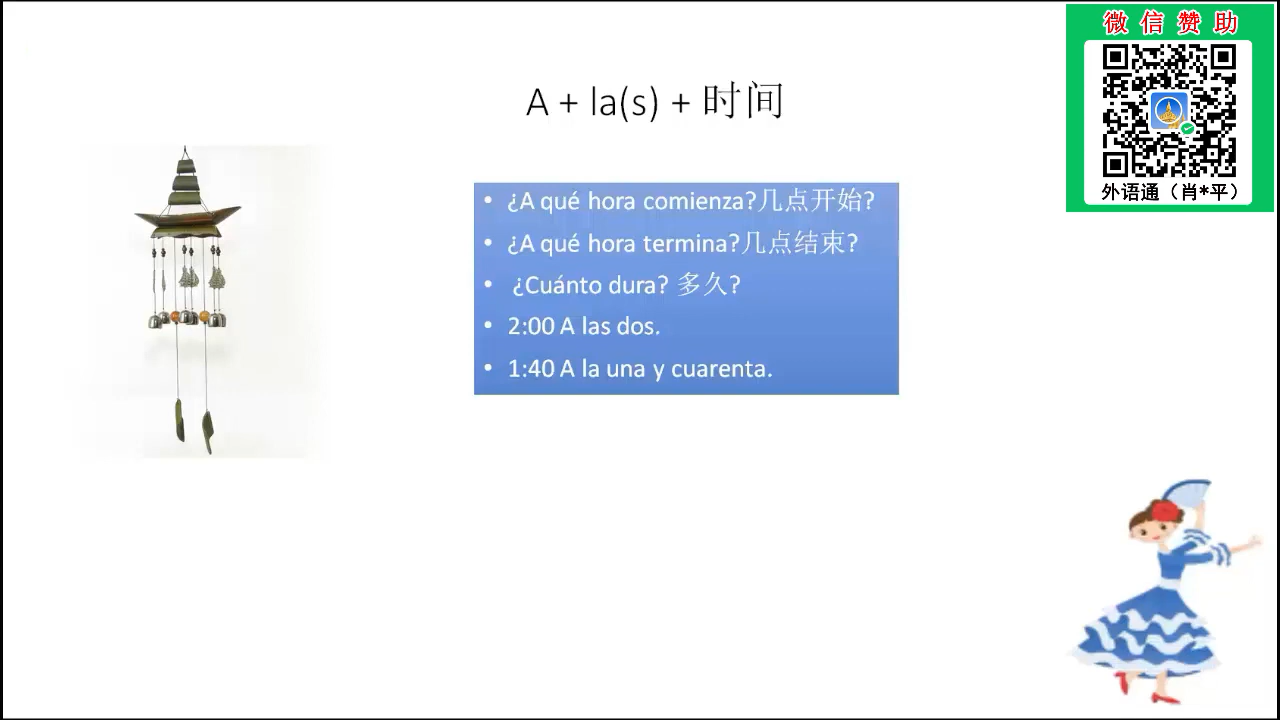 微信赞助
外语通（肖*平）
A + la(s) + 时间
• ¿A qué hora comienza?几点开始?
• ¿A qué hora termina?几点结束?
• ¿Cuánto dura? 多久?
• 2:00 A las dos.
• 1:40 A la una y cuarenta.